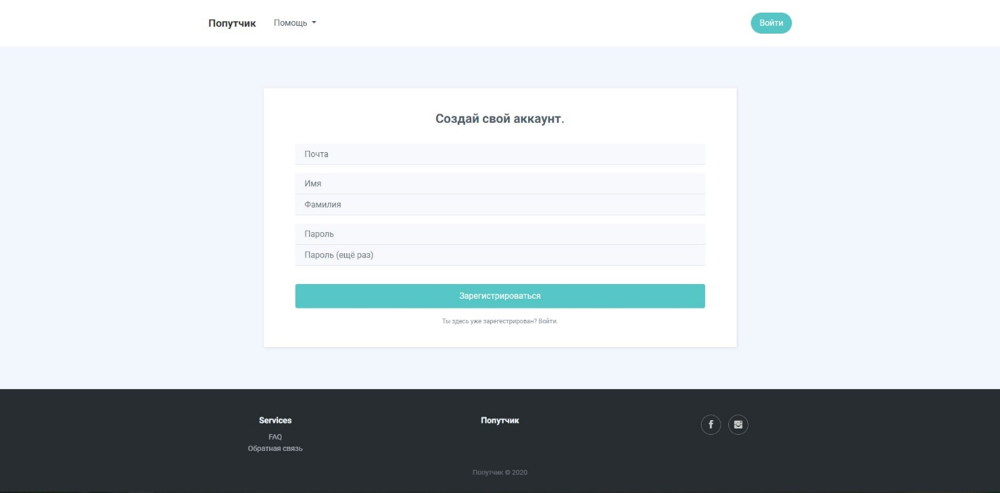 Попутчик Помощь Войти
Создай свой аккаунт.
Почта
Имя
Фамилия
Пароль
Пароль (ещё раз)
Зарегистрироваться
Ты здесь уже зарегестрирован? Войти.
Services
FAQ
Обратная связь
Попутчик
Попутчик © 2020